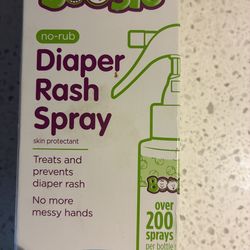 no-rub
Diaper
Rash
Spray
skin protectant
Treats and
prevents
diaper rash
No more
messy hands
over
200
sprays
per bottle